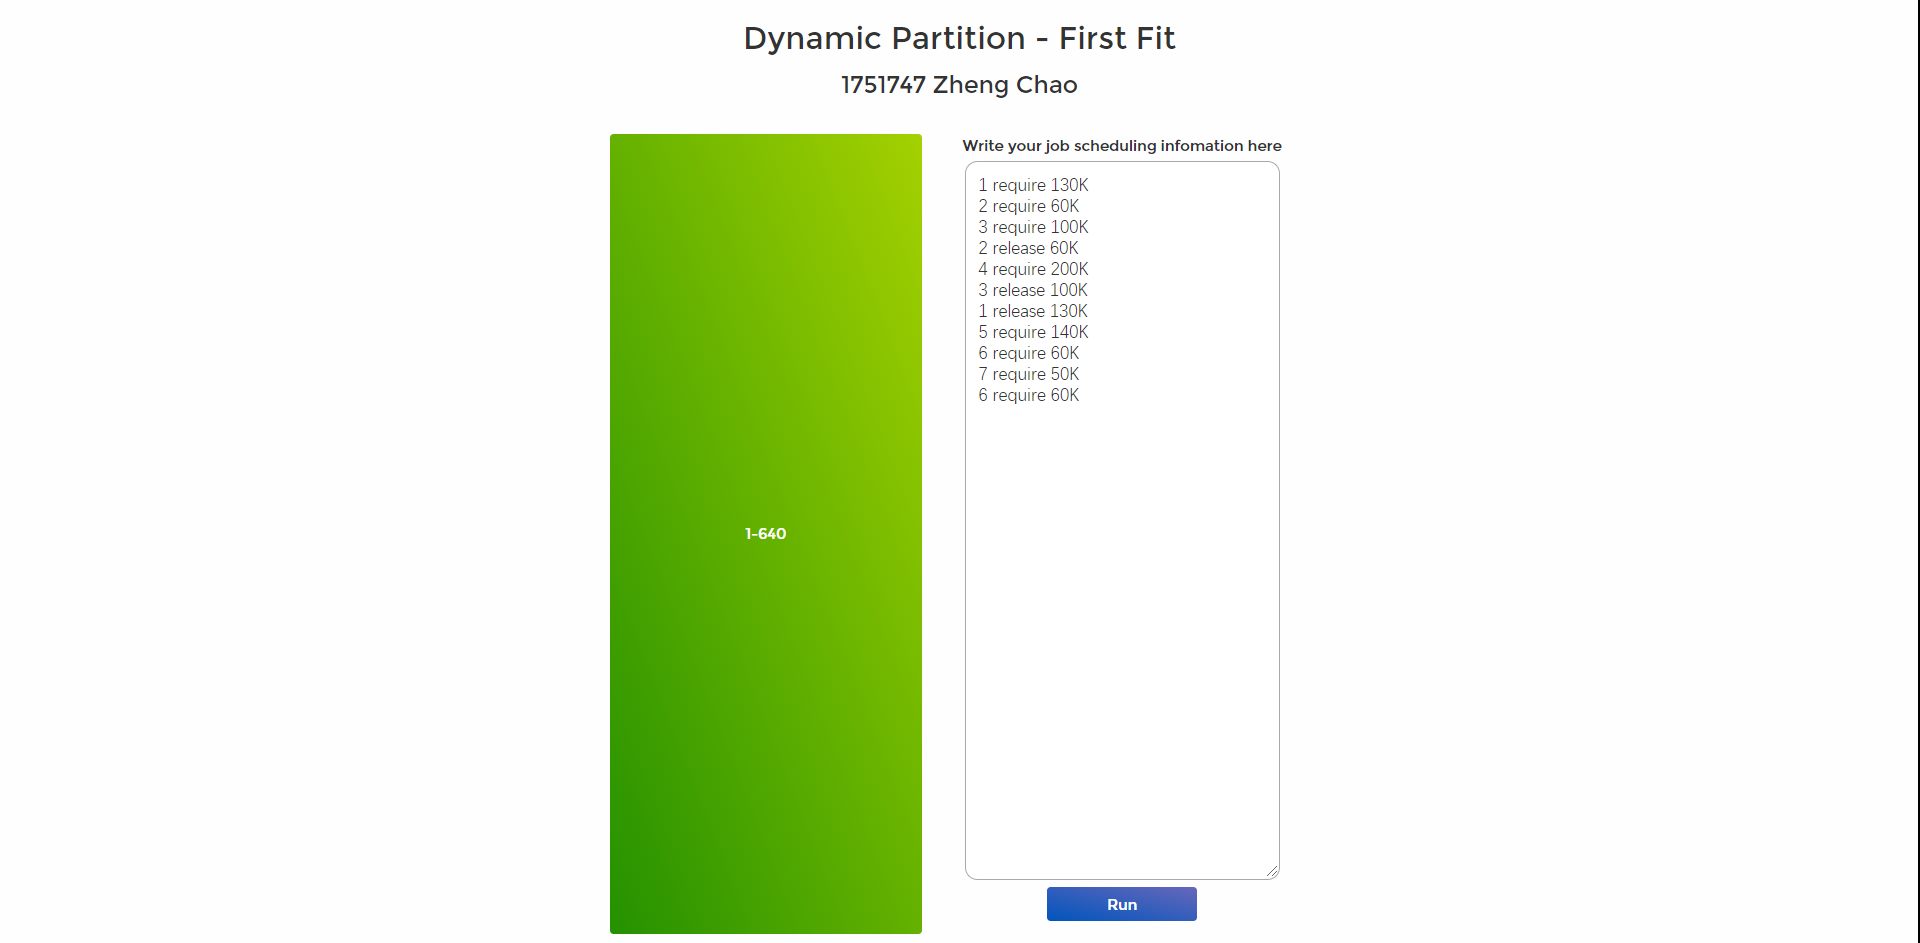 Dynamic Partition - First Fit
1751747 Zheng Chao
1-640
Write your job scheduling infomation here
1 require 130K
2 require 60K
3 require 100K
2 release 60K
4 require 200K
3 release 100K
1 release 130K
5 require 140K
6 require 60K
7 require 50K
6 require 60K
Run